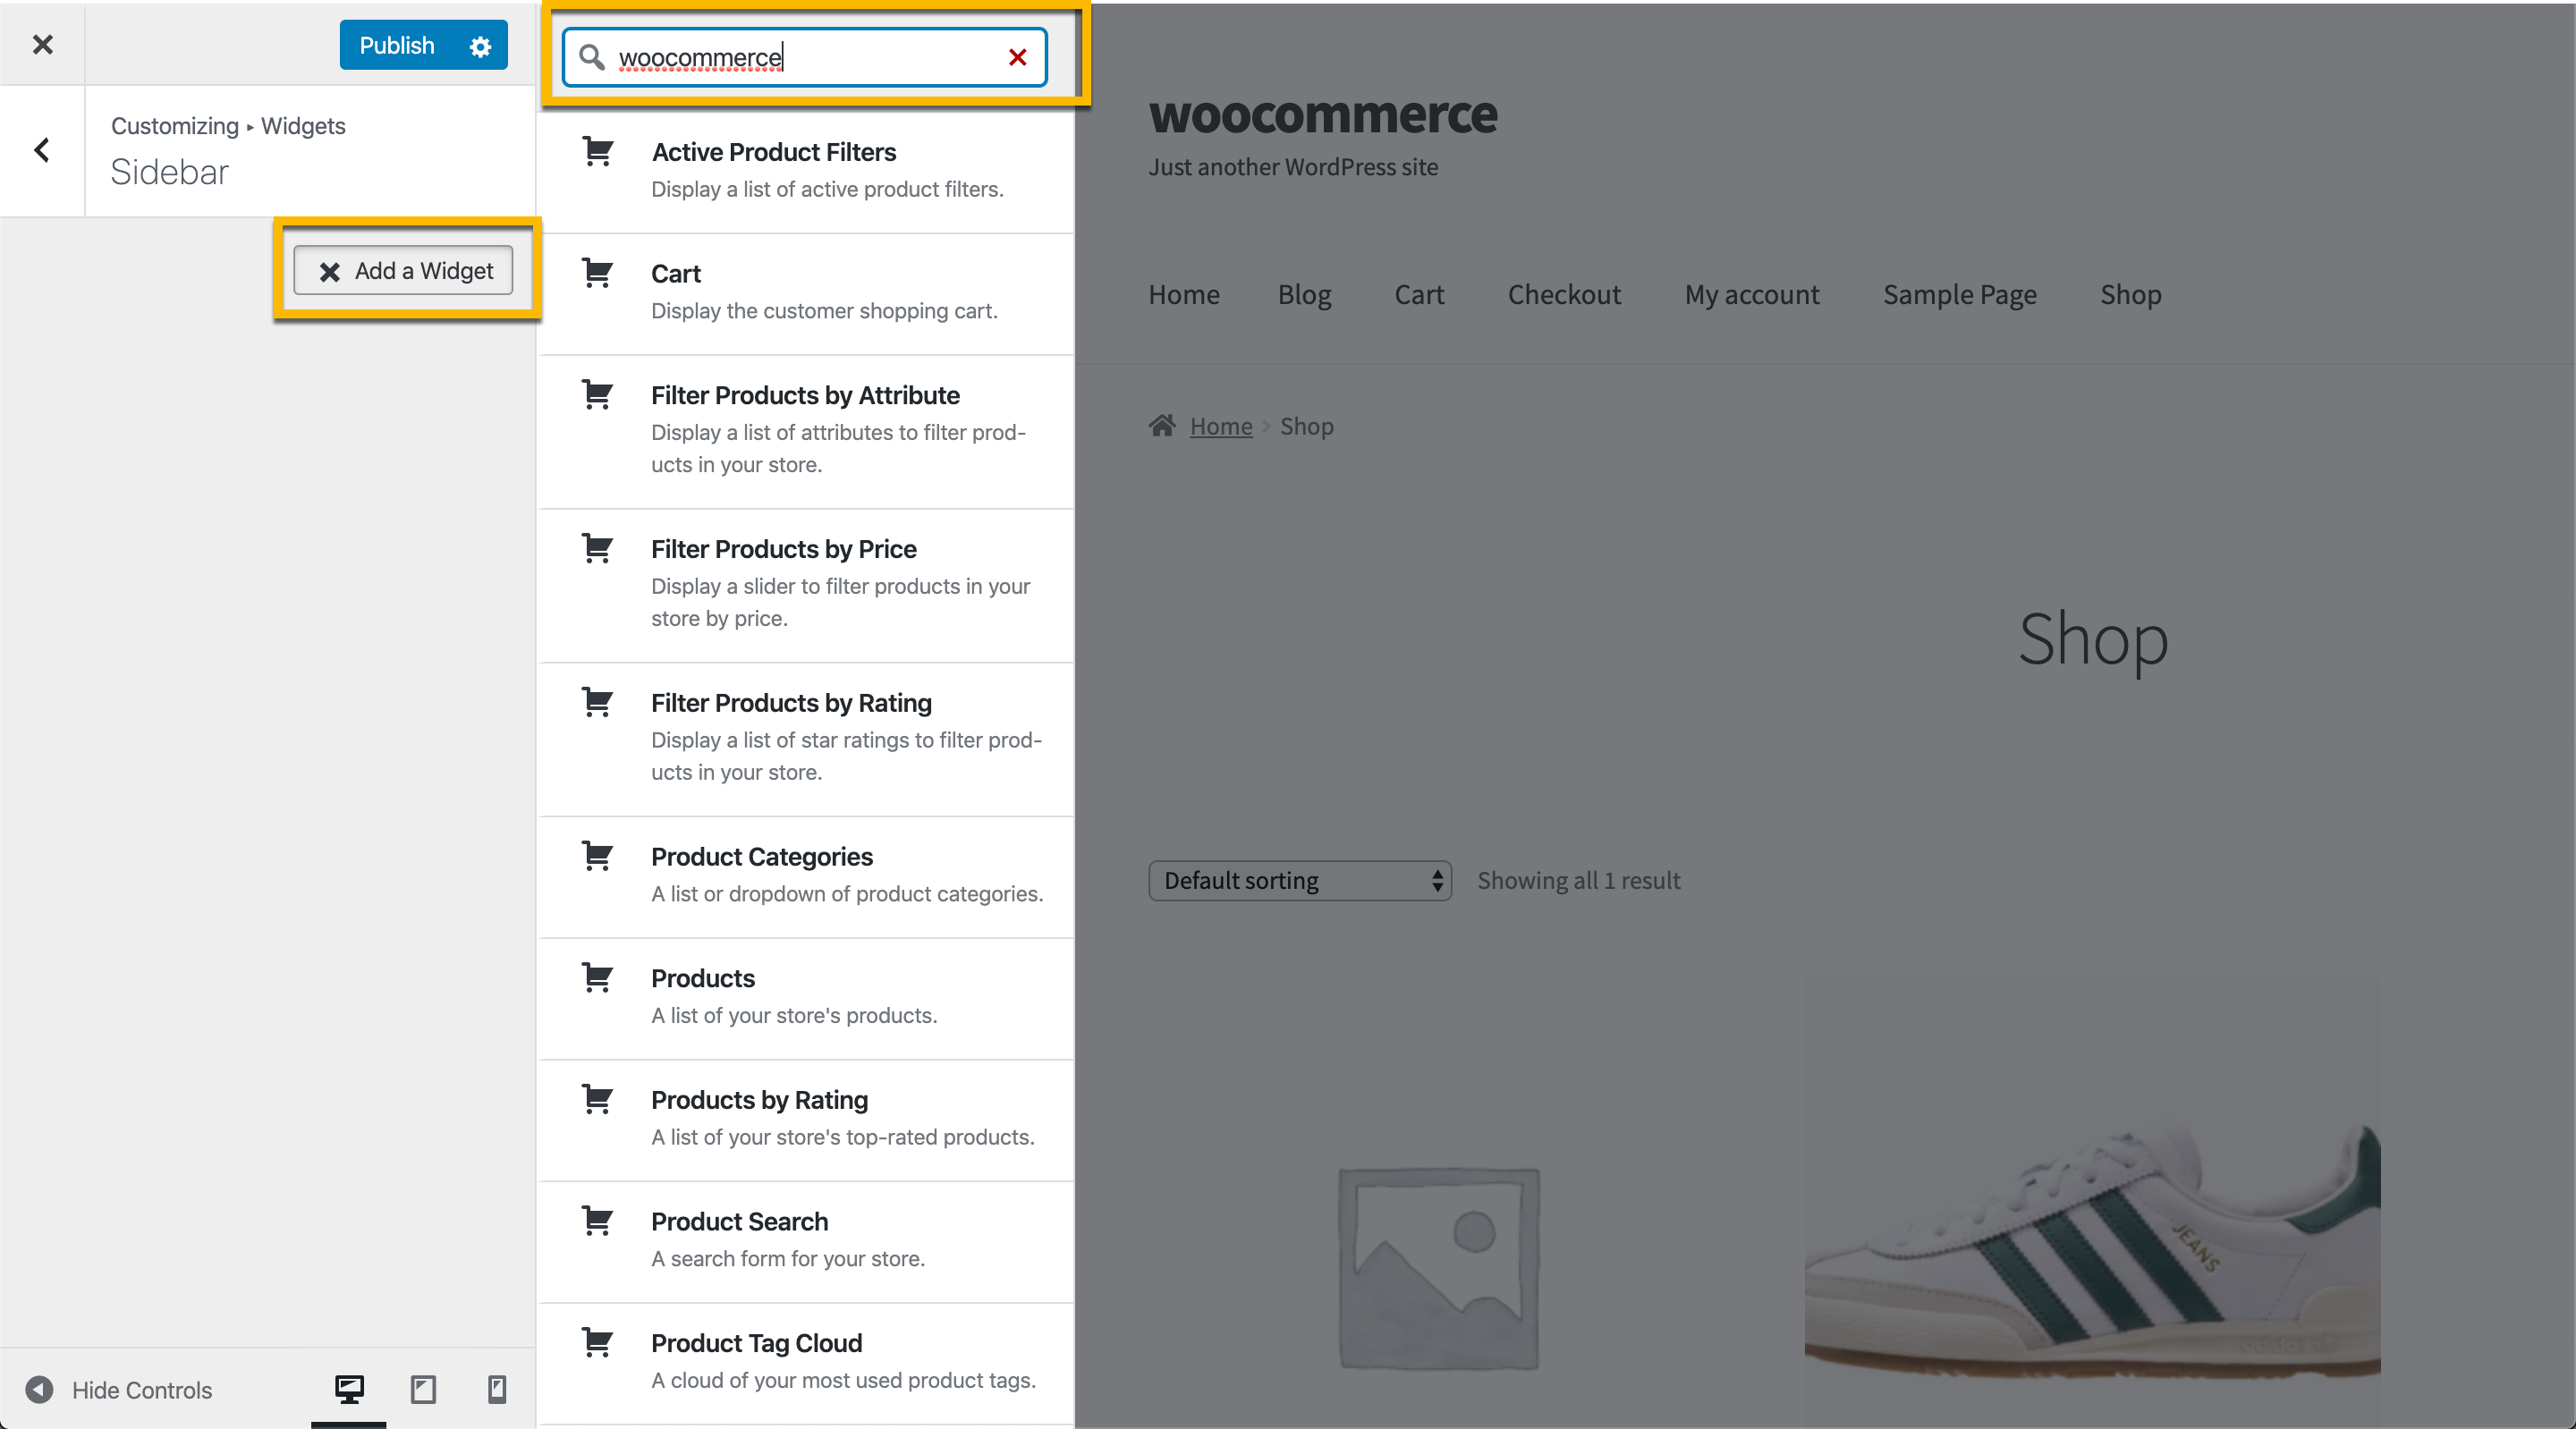 Publish
Customizing ▸ Widgets
Sidebar
Add a Widget
woocommerce
Active Product Filters
Display a list of active product filters.
Cart
Display the customer shopping cart.
Filter Products by Attribute
Display a list of attributes to filter prod-
ucts in your store.
Filter Products by Price
Display a slider to filter products in your
store by price.
Filter Products by Rating
Display a list of star ratings to filter prod-
ucts in your store.
Product Categories
A list or dropdown of product categories.
Products
A list of your store's products.
Products by Rating
A list of your store's top-rated products.
Product Search
A search form for your store.
Product Tag Cloud
A cloud of your most used product tags.
Hide Controls
woocommerce
Just another WordPress site
Home Blog Cart Checkout My account Sample Page Shop
Home › Shop
Shop
Default sorting Showing all 1 result
JEANS